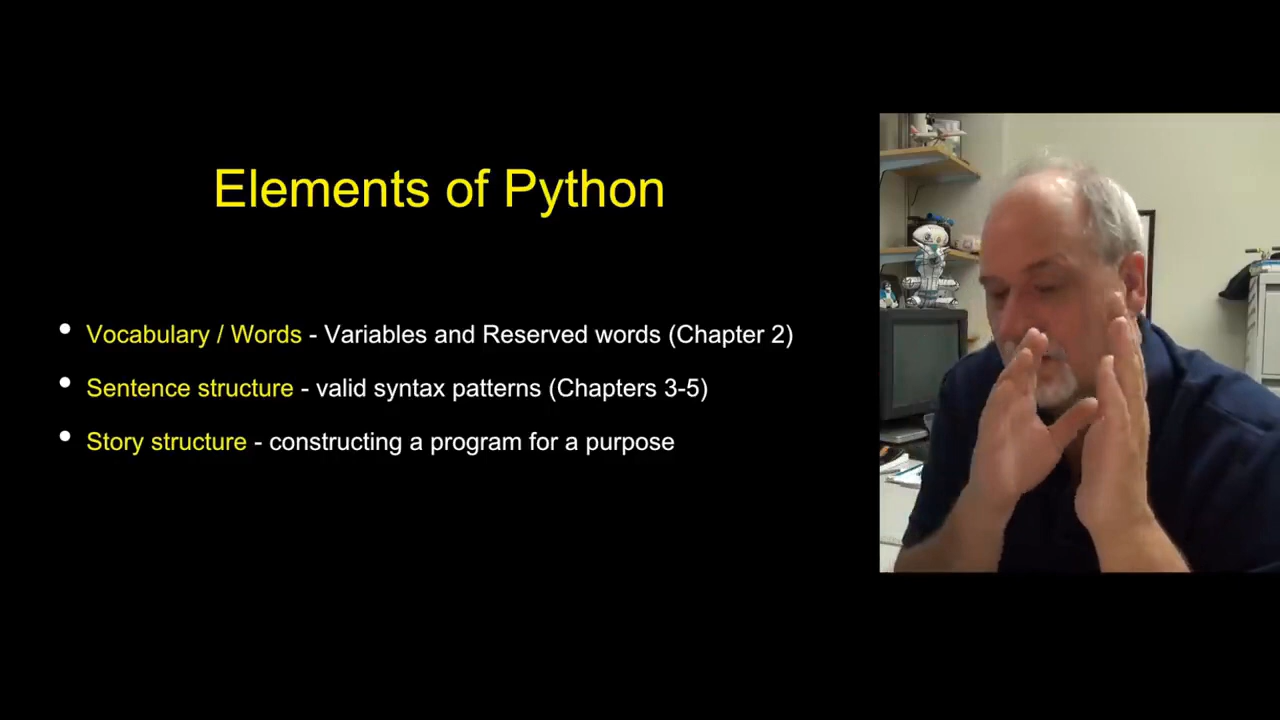 Elements of Python
Vocabulary / Words - Variables and Reserved words (Chapter 2)
Sentence structure - valid syntax patterns (Chapters 3-5)
Story structure - constructing a program for a purpose